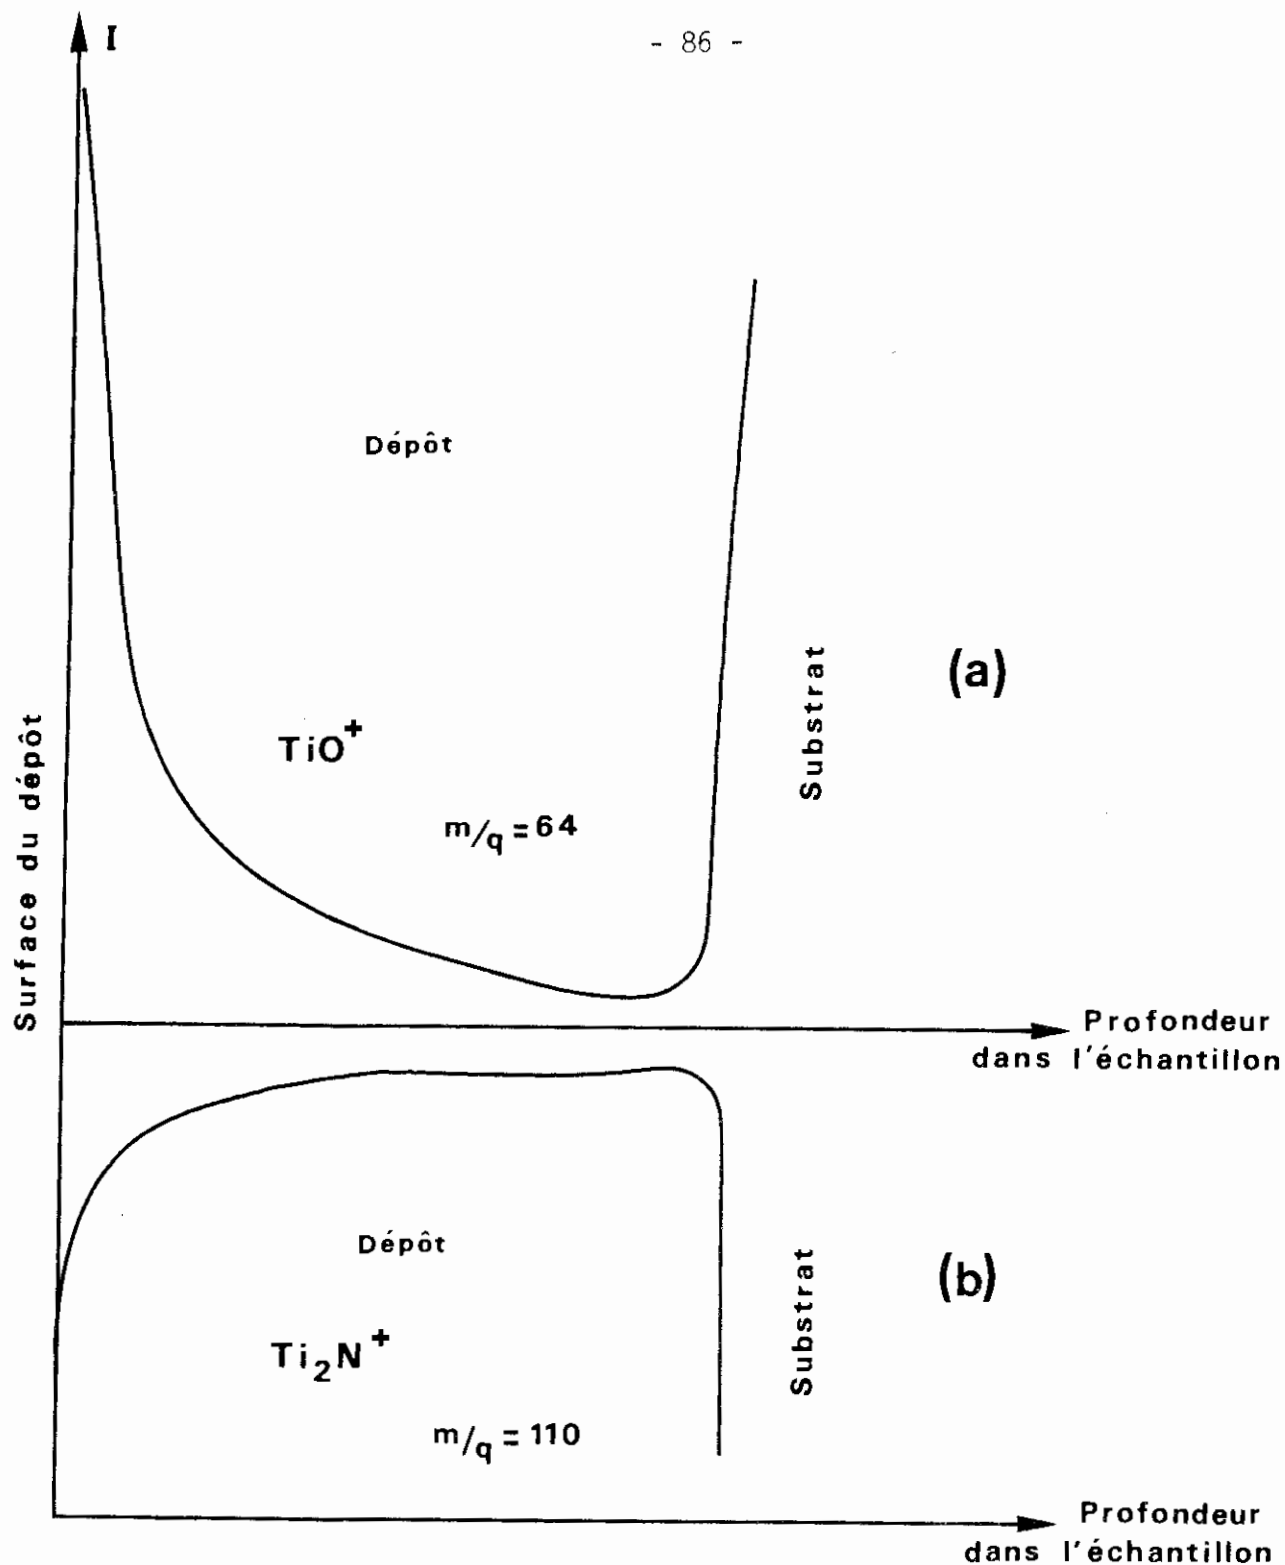 - 86 -
I
Dépôt
TiO+
m/q = 64
Substrat
(a)
Surface du dépôt
Profondeur
dans l'échantillon
Dépôt
Ti2N+
m/q = 110
Substrat
(b)
Profondeur
dans l'échantillon